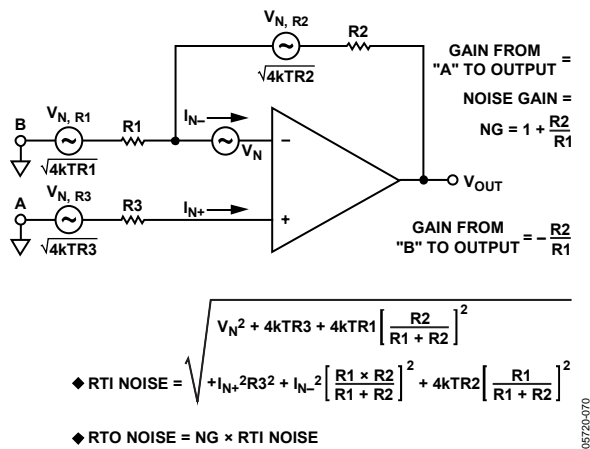 V_N, R2
R2
√4kTR2
GAIN FROM
"A" TO OUTPUT =
NOISE GAIN =
NG = 1 + R2/R1
B
V_N, R1
R1
I_N–
√4kTR1
V_N
–
A
V_N, R3
R3
I_N+
√4kTR3
+
V_OUT
GAIN FROM
"B" TO OUTPUT = – R2/R1
◆ RTI NOISE = √ V_N² + 4kTR3 + 4kTR1 [ R2 / R1 + R2 ]²
+ I_N+² R3² + I_N–² [ R1 × R2 / R1 + R2 ]² + 4kTR2 [ R1 / R1 + R2 ]²
◆ RTO NOISE = NG × RTI NOISE
05720-070